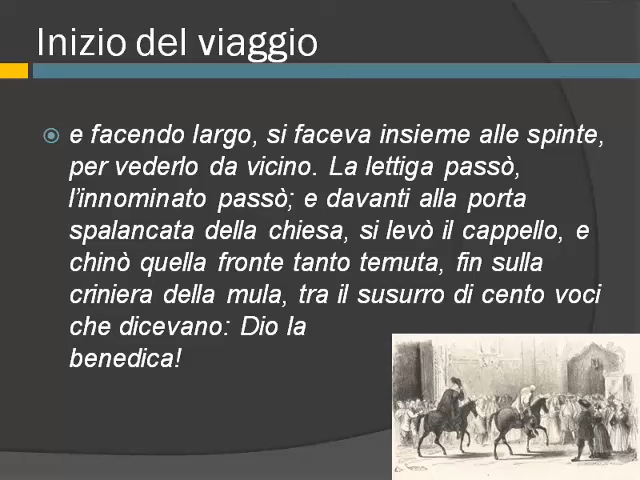 Inizio del viaggio
e facendo largo, si faceva insieme alle spinte,
per vederlo da vicino. La lettiga passò,
l'innominato passò; e davanti alla porta
spalancata della chiesa, si levò il cappello, e
chinò quella fronte tanto temuta, fin sulla
criniera della mula, tra il susurro di cento voci
che dicevano: Dio la
benedica!